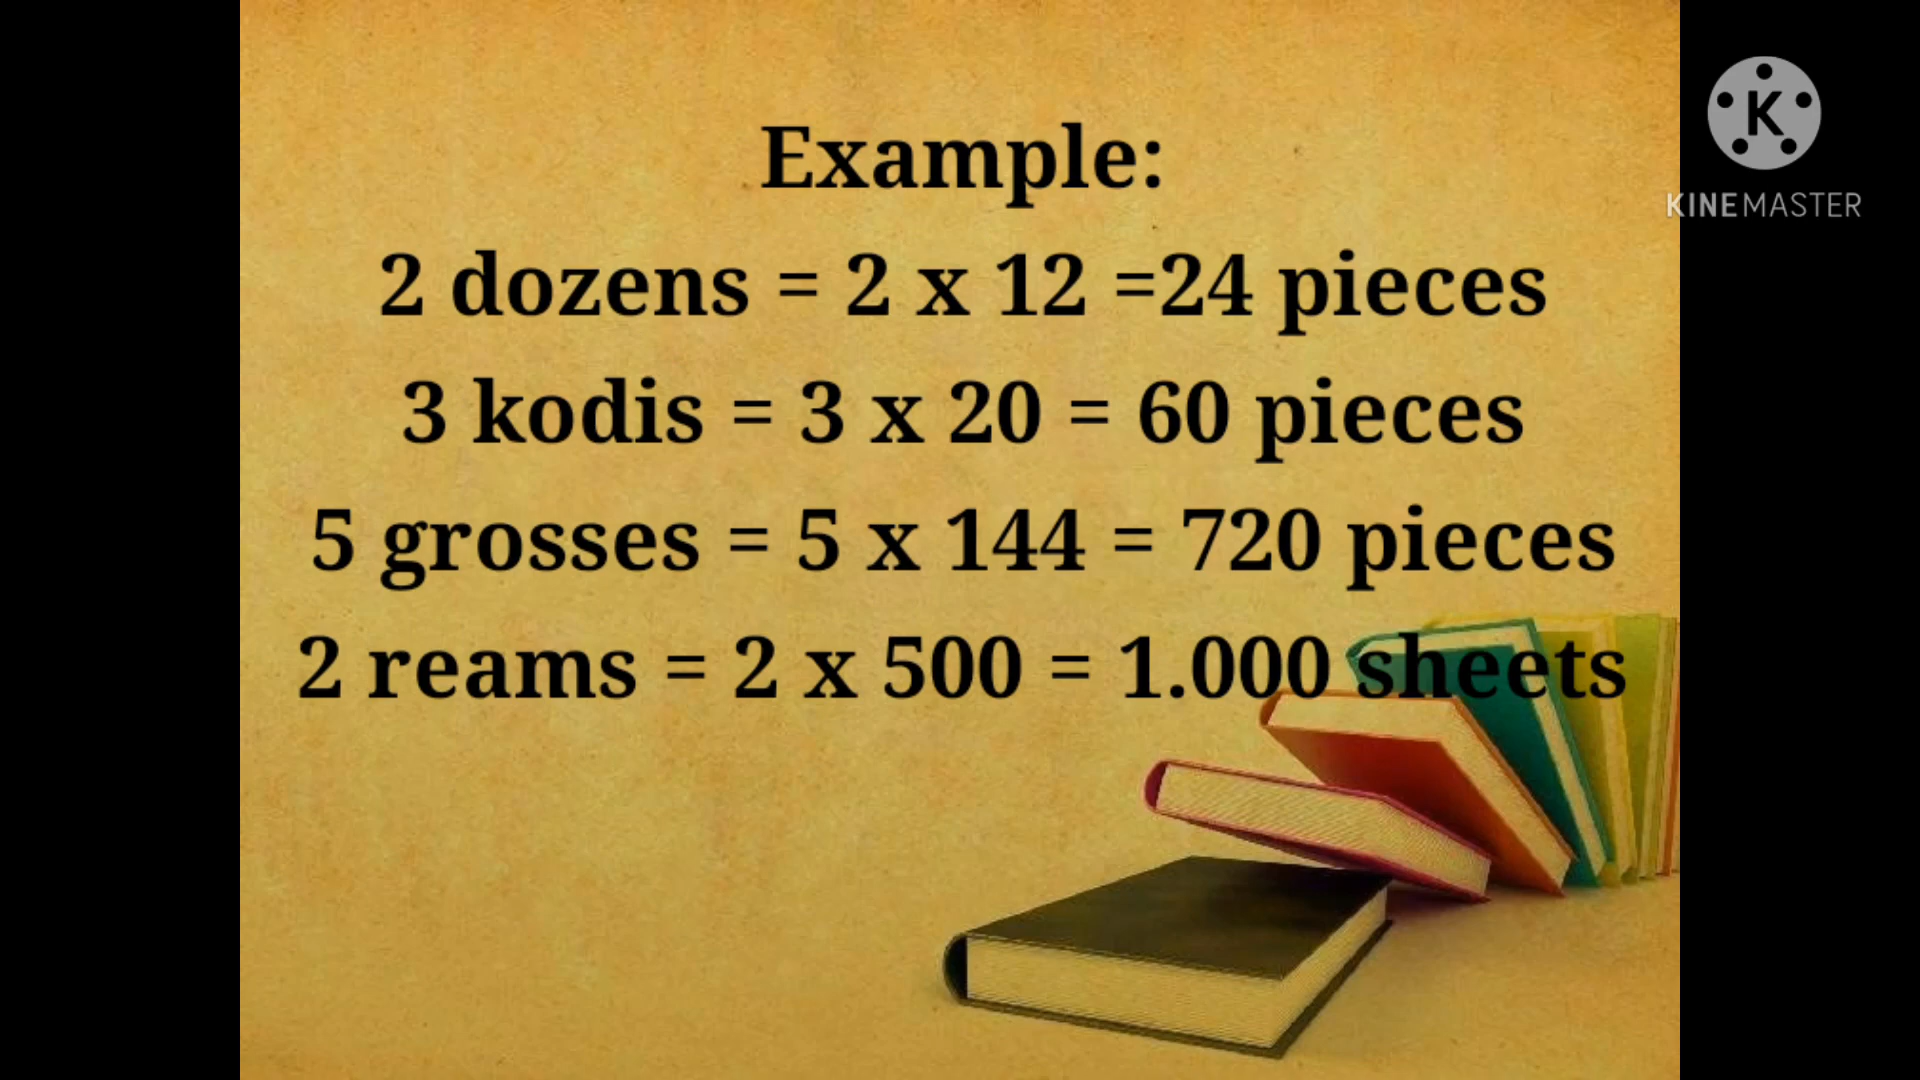 Example:
2 dozens = 2 x 12 =24 pieces
3 kodis = 3 x 20 = 60 pieces
5 grosses = 5 x 144 = 720 pieces
2 reams = 2 x 500 = 1.000 sheets
K
KINEMASTER